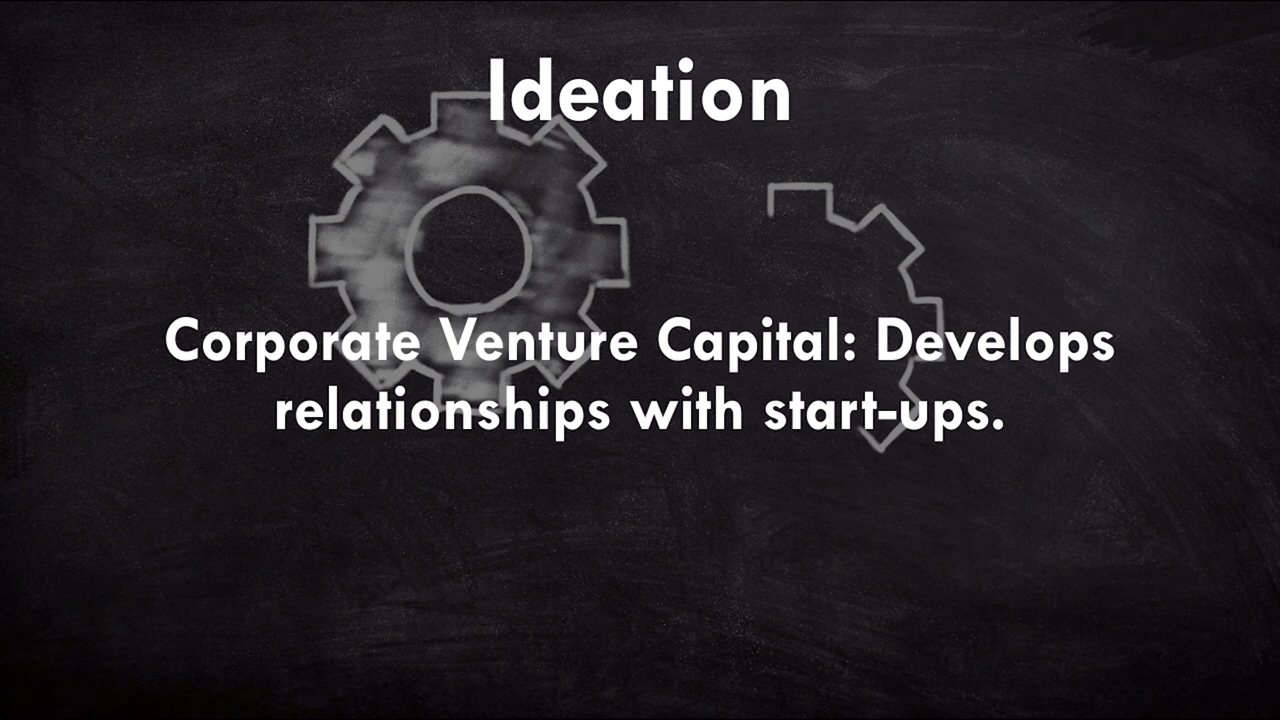 Ideation
Corporate Venture Capital: Develops
relationships with start-ups.